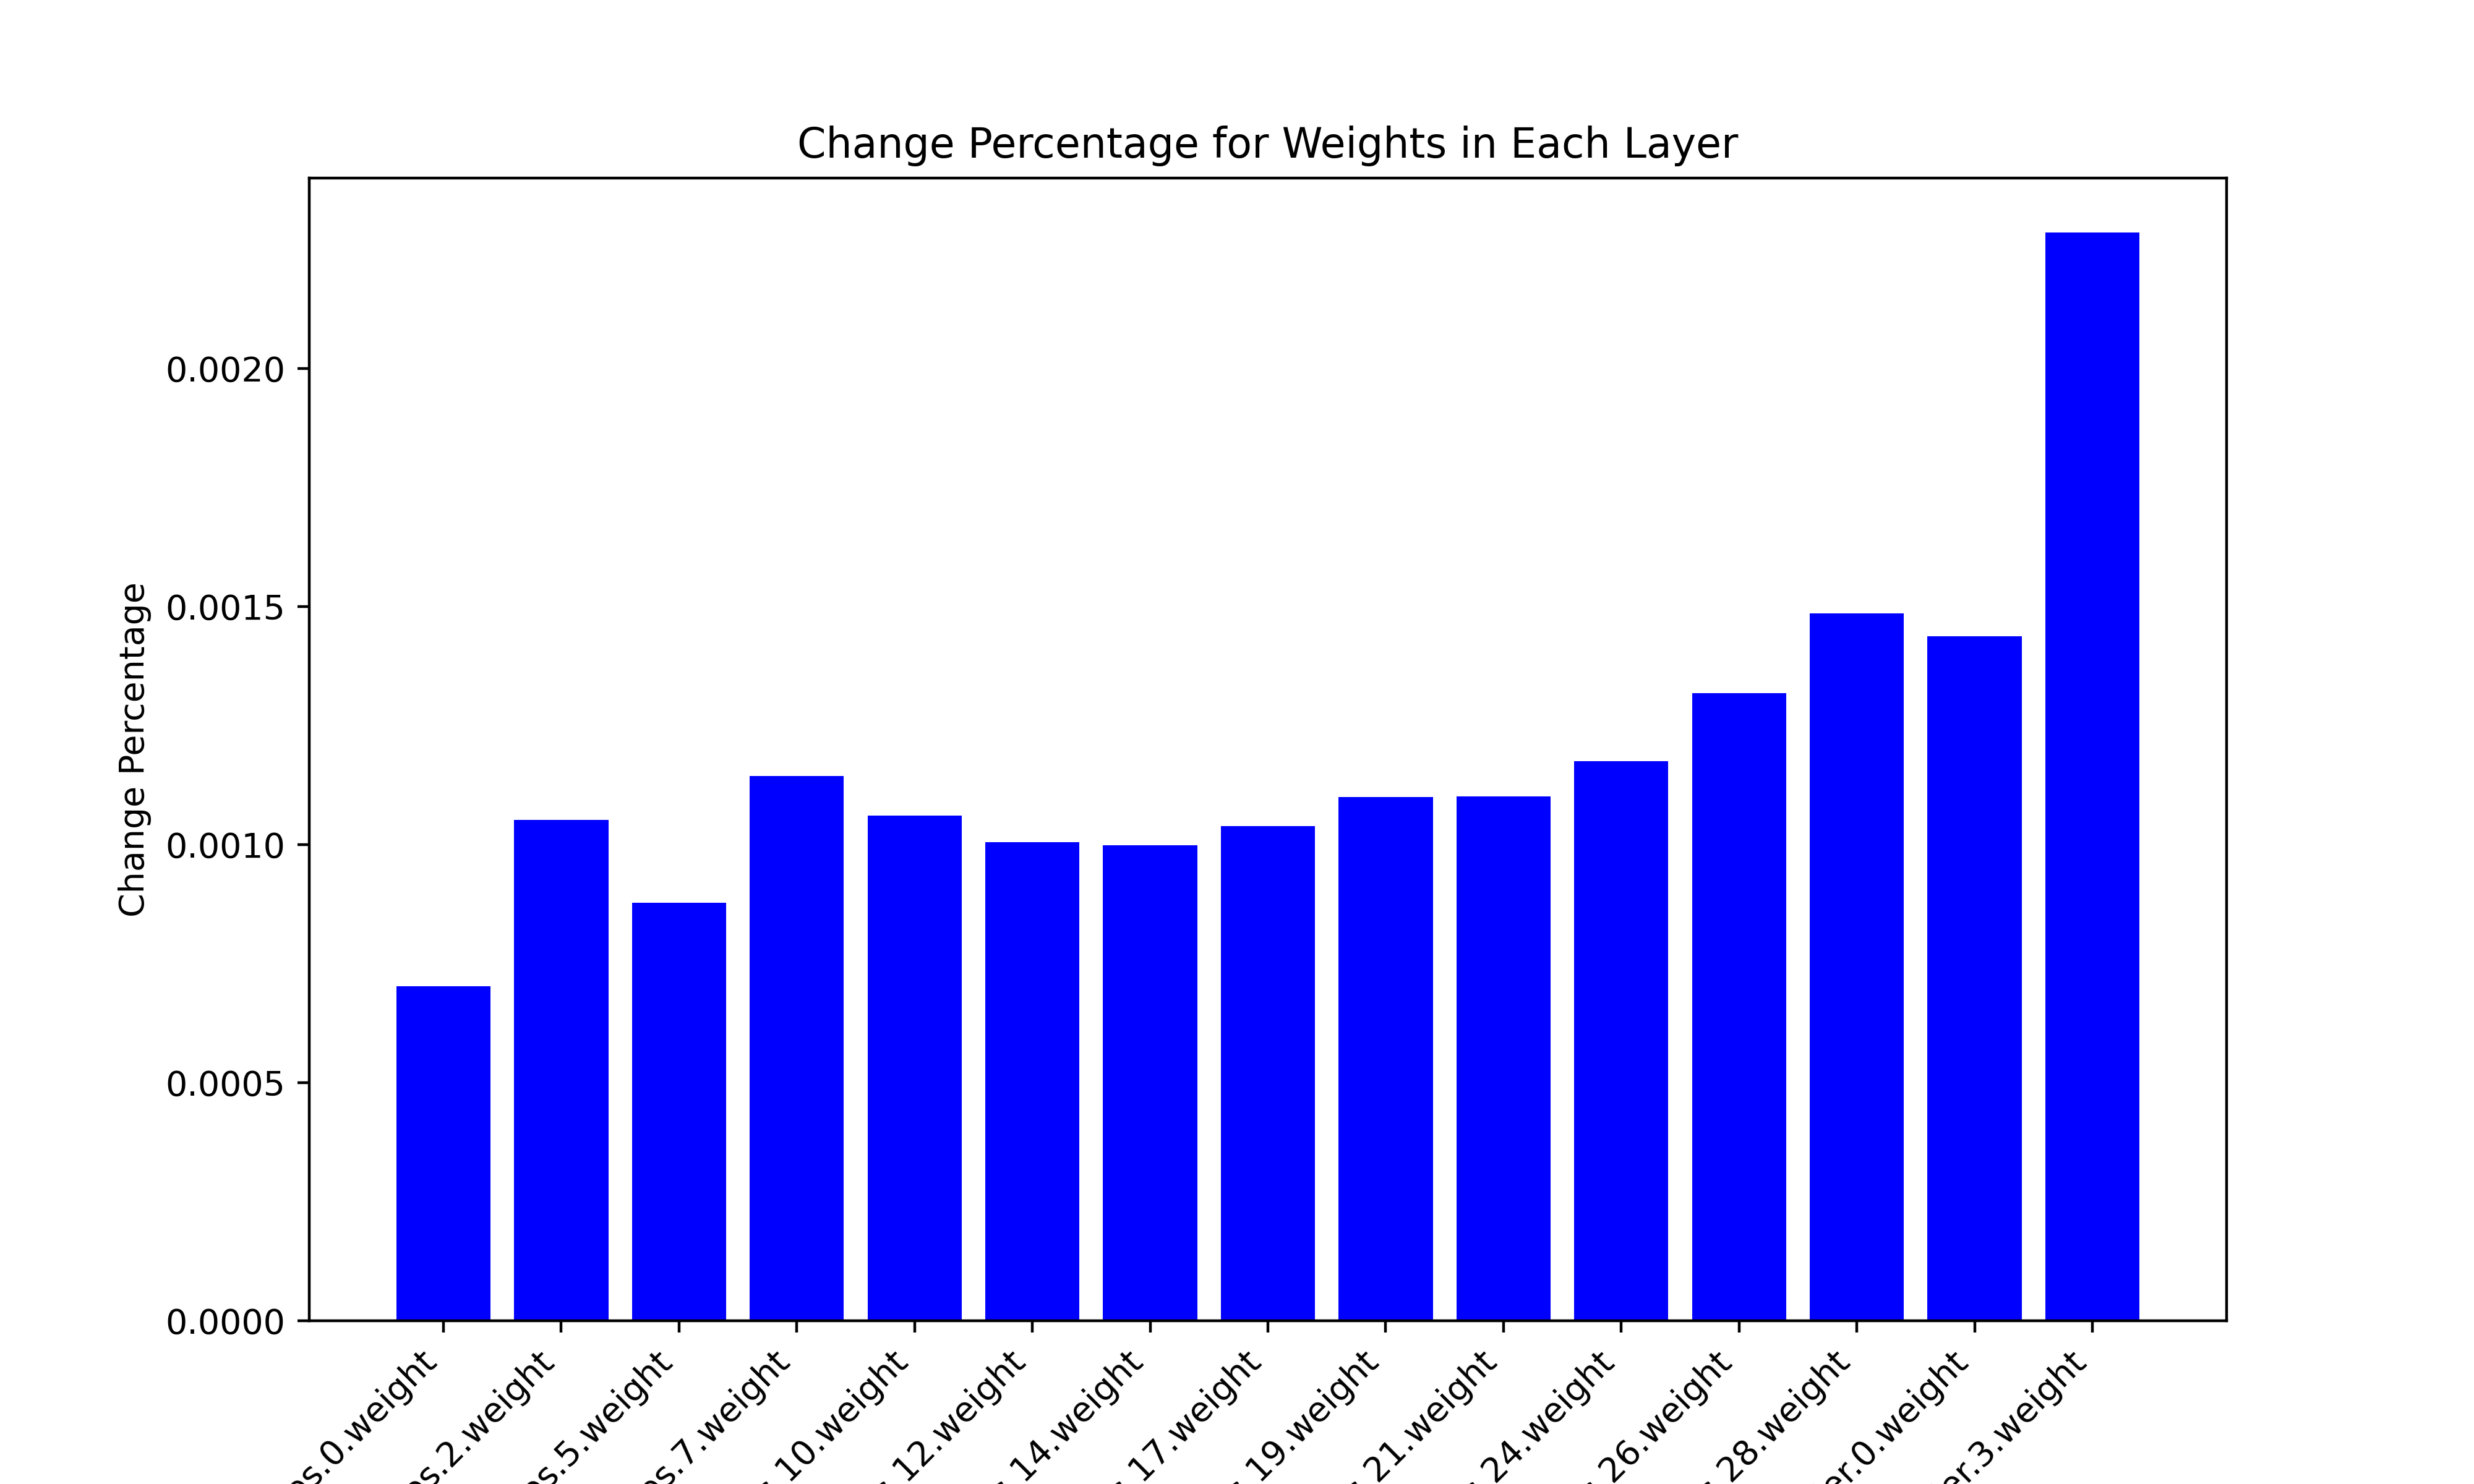 Change Percentage for Weights in Each Layer
Change Percentage
0.0020
0.0015
0.0010
0.0005
0.0000
s.0.weight
s.2.weight
s.5.weight
s.7.weight
10.weight
12.weight
14.weight
17.weight
19.weight
21.weight
24.weight
26.weight
28.weight
er.0.weight
er.3.weight